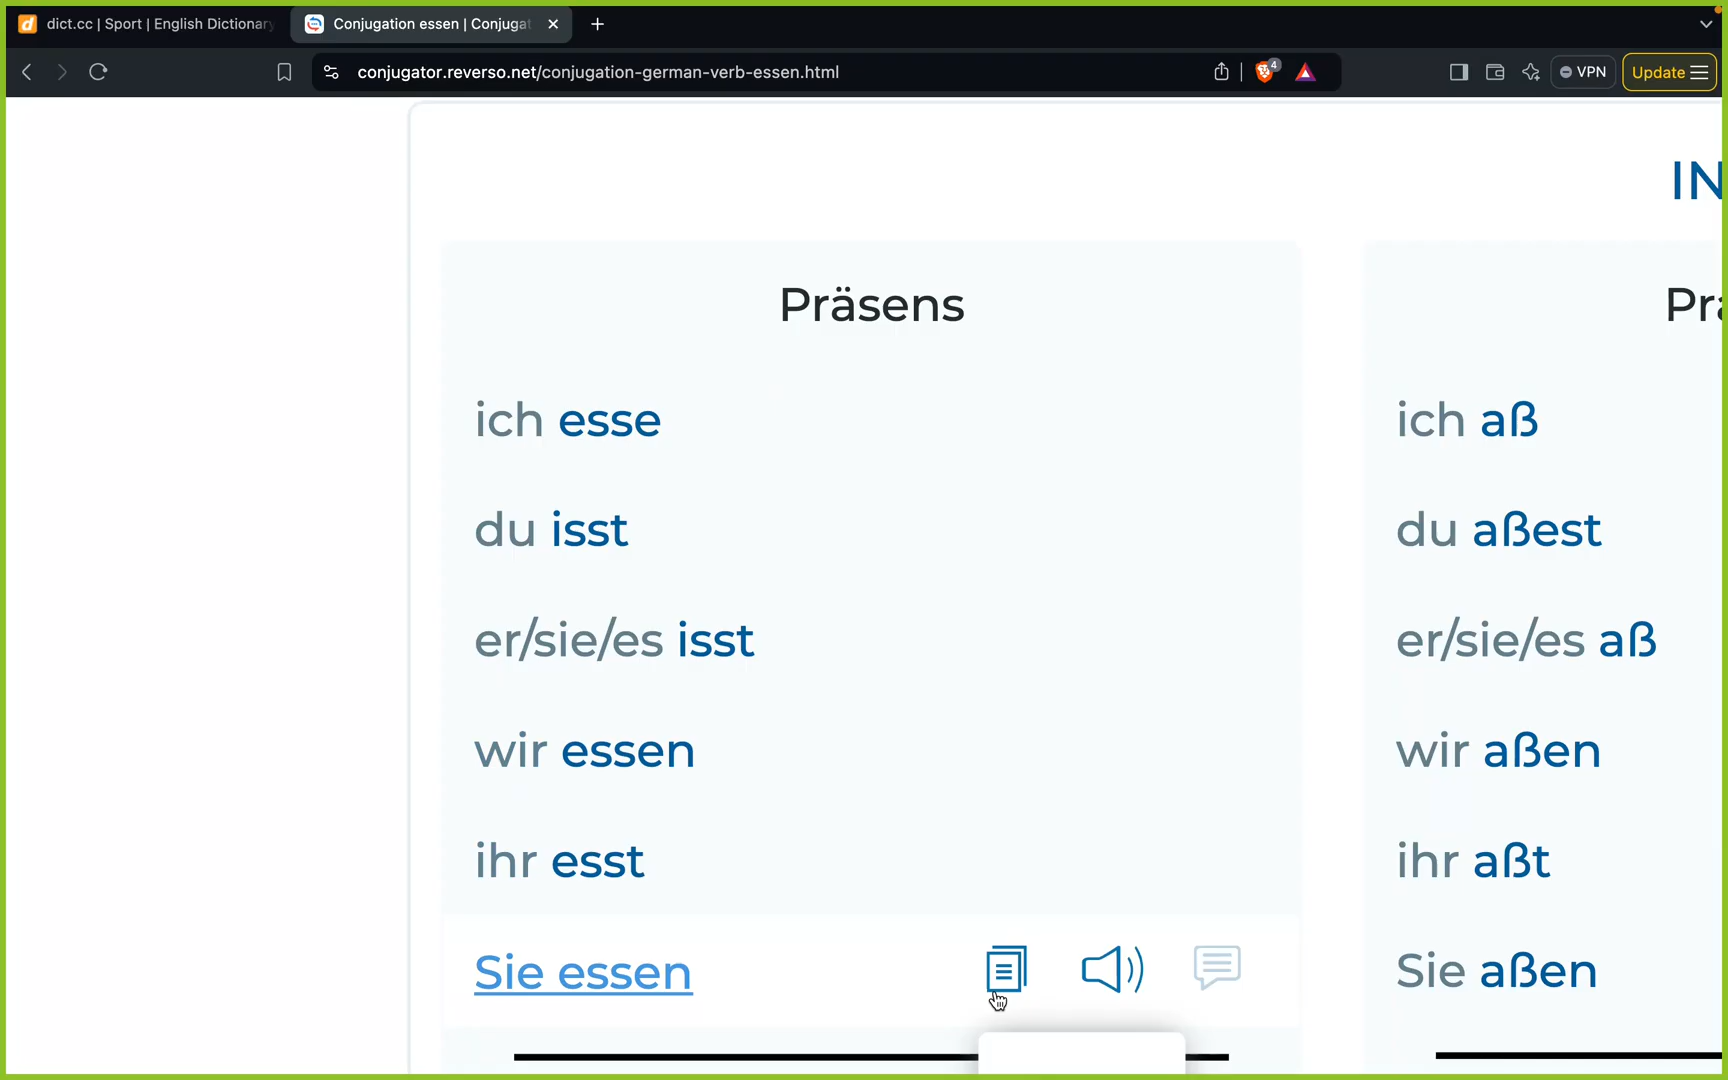 dict.cc | Sport | English Dictionary
Conjugation essen | Conjugat
conjugator.reverso.net/conjugation-german-verb-essen.html
4
VPN
Update
IN
Präsens
ich esse
du isst
er/sie/es isst
wir essen
ihr esst
Sie essen
Prä
ich aß
du aßest
er/sie/es aß
wir aßen
ihr aßt
Sie aßen